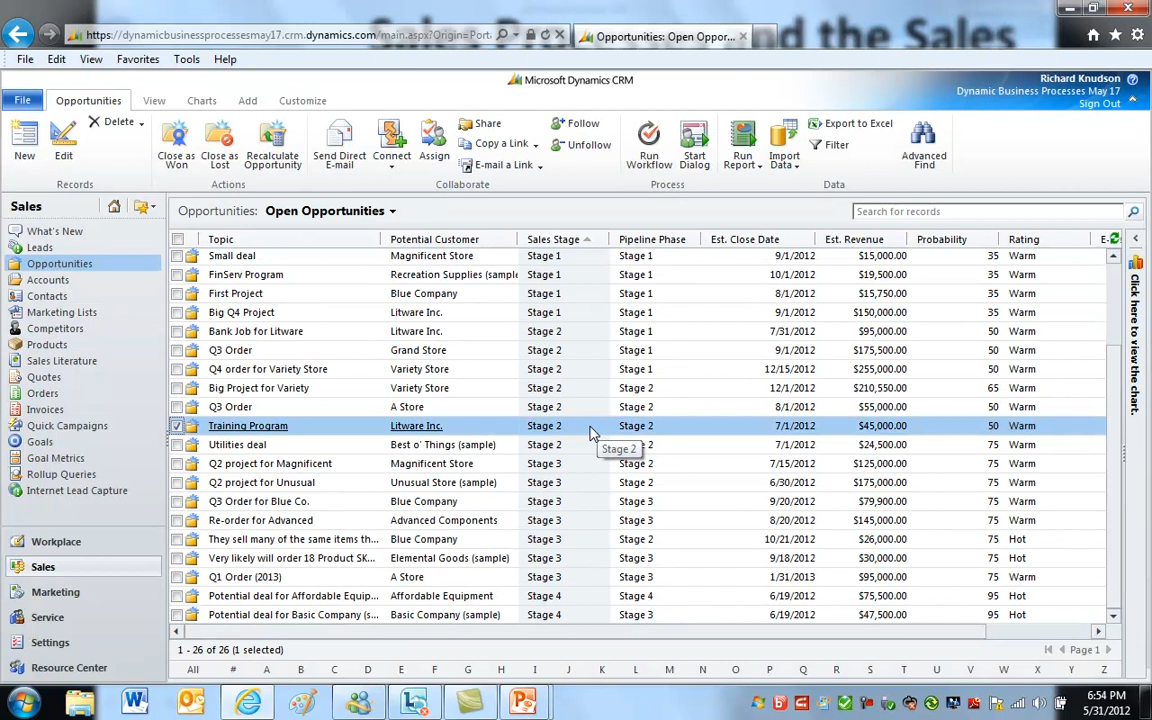 Sales Pr and the Sales
https://dynamicbusinessprocessesmay17.crm.dynamics.com/main.aspx?Origin=Port
Opportunities: Open Oppor...
File Edit View Favorites Tools Help
Microsoft Dynamics CRM
Richard Knudson
Dynamic Business Processes May 17
Sign Out
File Opportunities View Charts Add Customize
New
Edit
Delete
Records
Close as Won
Close as Lost
Recalculate Opportunity
Actions
Send Direct E-mail
Connect
Assign
Share
Copy a Link
E-mail a Link
Follow
Unfollow
Collaborate
Run Workflow
Start Dialog
Process
Run Report
Import Data
Export to Excel
Filter
Advanced Find
Data
Sales
What's New
Leads
Opportunities
Accounts
Contacts
Marketing Lists
Competitors
Products
Sales Literature
Quotes
Orders
Invoices
Quick Campaigns
Goals
Goal Metrics
Rollup Queries
Internet Lead Capture
Workplace
Sales
Marketing
Service
Settings
Resource Center
Opportunities: Open Opportunities
Search for records
Topic Potential Customer Sales Stage Pipeline Phase Est. Close Date Est. Revenue Probability Rating E-
Small deal Magnificent Store Stage 1 Stage 1 9/1/2012 $15,000.00 35 Warm
FinServ Program Recreation Supplies (sample Stage 1 Stage 1 10/1/2012 $19,500.00 35 Warm
First Project Blue Company Stage 1 Stage 1 8/1/2012 $15,750.00 35 Warm
Big Q4 Project Litware Inc. Stage 1 Stage 1 9/1/2012 $150,000.00 35 Warm
Bank Job for Litware Litware Inc. Stage 2 Stage 1 7/31/2012 $95,000.00 50 Warm
Q3 Order Grand Store Stage 2 Stage 1 9/1/2012 $175,500.00 50 Warm
Q4 order for Variety Store Variety Store Stage 2 Stage 1 12/15/2012 $255,000.00 50 Warm
Big Project for Variety Variety Store Stage 2 Stage 2 12/1/2012 $210,550.00 65 Warm
Q3 Order A Store Stage 2 Stage 2 8/1/2012 $55,000.00 50 Warm
Training Program Litware Inc. Stage 2 Stage 2 7/1/2012 $45,000.00 50 Warm
Utilities deal Best o' Things (sample) Stage 2 2 7/1/2012 $24,500.00 50 Warm
Stage 2
Q2 project for Magnificent Magnificent Store Stage 3 Stage 2 7/15/2012 $125,000.00 75 Warm
Q2 project for Unusual Unusual Store (sample) Stage 3 Stage 2 6/30/2012 $175,000.00 75 Warm
Q3 Order for Blue Co. Blue Company Stage 3 Stage 3 9/20/2012 $79,900.00 75 Warm
Re-order for Advanced Advanced Components Stage 3 Stage 3 8/20/2012 $145,000.00 75 Warm
They sell many of the same items th... Blue Company Stage 3 Stage 2 10/21/2012 $26,000.00 75 Hot
Very likely will order 18 Product SK... Elemental Goods (sample) Stage 3 Stage 3 9/18/2012 $30,000.00 75 Hot
Q1 Order (2013) A Store Stage 3 Stage 3 1/31/2013 $95,000.00 75 Warm
Potential deal for Affordable Equip... Affordable Equipment Stage 4 Stage 4 6/19/2012 $75,500.00 95 Hot
Potential deal for Basic Company (s... Basic Company (sample) Stage 4 Stage 3 6/19/2012 $47,500.00 95 Hot
Click here to view the chart.
1 - 26 of 26 (1 selected)
Page 1
All # A B C D E F G H I J K L M N O P Q R S T U V W X Y Z
6:54 PM
5/31/2012